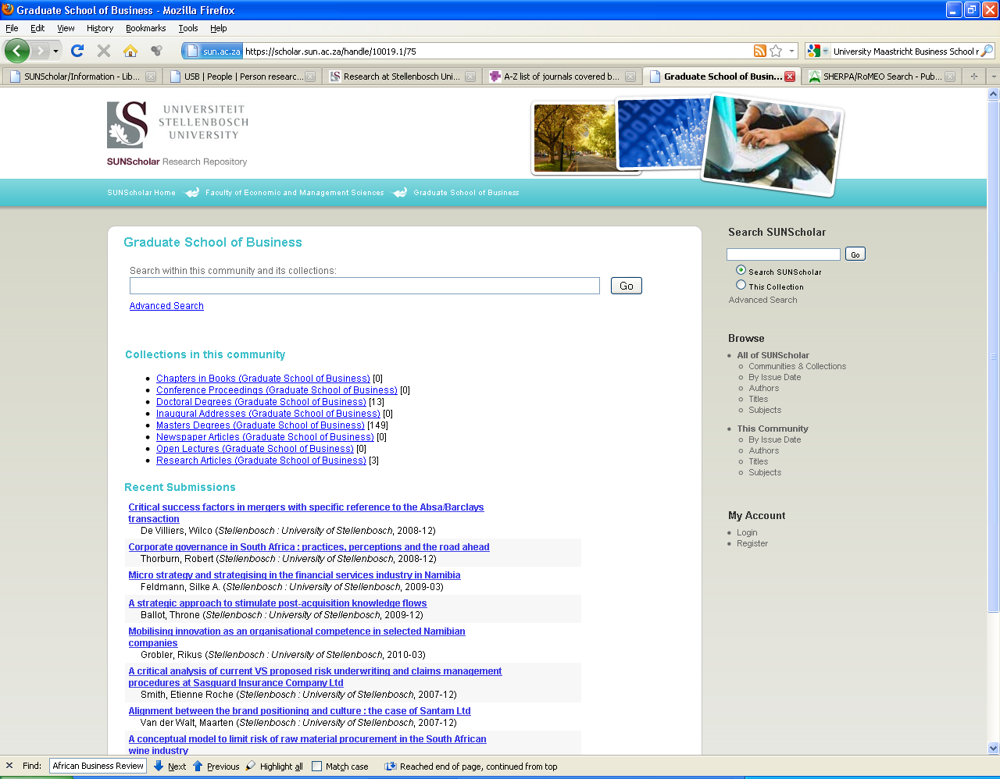 Graduate School of Business - Mozilla Firefox
File Edit View History Bookmarks Tools Help
sun.ac.za https://scholar.sun.ac.za/handle/10019.1/75 University Maastricht Business School r
SUNScholar/Information - Lib... USB | People | Person researc... Research at Stellenbosch Uni... A-Z list of journals covered b... Graduate School of Busin... SHERPA/RoMEO Search - Pub...
UNIVERSITEIT
STELLENBOSCH
UNIVERSITY
SUNScholar Research Repository
SUNScholar Home Faculty of Economic and Management Sciences Graduate School of Business
Graduate School of Business
Search within this community and its collections:
Go
Advanced Search
Collections in this community
Chapters in Books (Graduate School of Business) [0]
Conference Proceedings (Graduate School of Business) [0]
Doctoral Degrees (Graduate School of Business) [13]
Inaugural Addresses (Graduate School of Business) [0]
Masters Degrees (Graduate School of Business) [149]
Newspaper Articles (Graduate School of Business) [0]
Open Lectures (Graduate School of Business) [0]
Research Articles (Graduate School of Business) [3]
Recent Submissions
Critical success factors in mergers with specific reference to the Absa/Barclays
transaction
De Villiers, Wilco (Stellenbosch : University of Stellenbosch, 2008-12)
Corporate governance in South Africa : practices, perceptions and the road ahead
Thorburn, Robert (Stellenbosch : University of Stellenbosch, 2008-12)
Micro strategy and strategising in the financial services industry in Namibia
Feldmann, Silke A. (Stellenbosch : University of Stellenbosch, 2009-03)
A strategic approach to stimulate post-acquisition knowledge flows
Ballot, Throne (Stellenbosch : University of Stellenbosch, 2009-12)
Mobilising innovation as an organisational competence in selected Namibian
companies
Grobler, Rikus (Stellenbosch : University of Stellenbosch, 2010-03)
A critical analysis of current VS proposed risk underwriting and claims management
procedures at Sasguard Insurance Company Ltd
Smith, Etienne Roche (Stellenbosch : University of Stellenbosch, 2007-12)
Alignment between the brand positioning and culture : the case of Santam Ltd
Van der Walt, Maarten (Stellenbosch : University of Stellenbosch, 2007-12)
A conceptual model to limit risk of raw material procurement in the South African
wine industry
Search SUNScholar
Go
Search SUNScholar
This Collection
Advanced Search
Browse
All of SUNScholar
Communities & Collections
By Issue Date
Authors
Titles
Subjects
This Community
By Issue Date
Authors
Titles
Subjects
My Account
Login
Register
Find: African Business Review Next Previous Highlight all Match case Reached end of page, continued from top